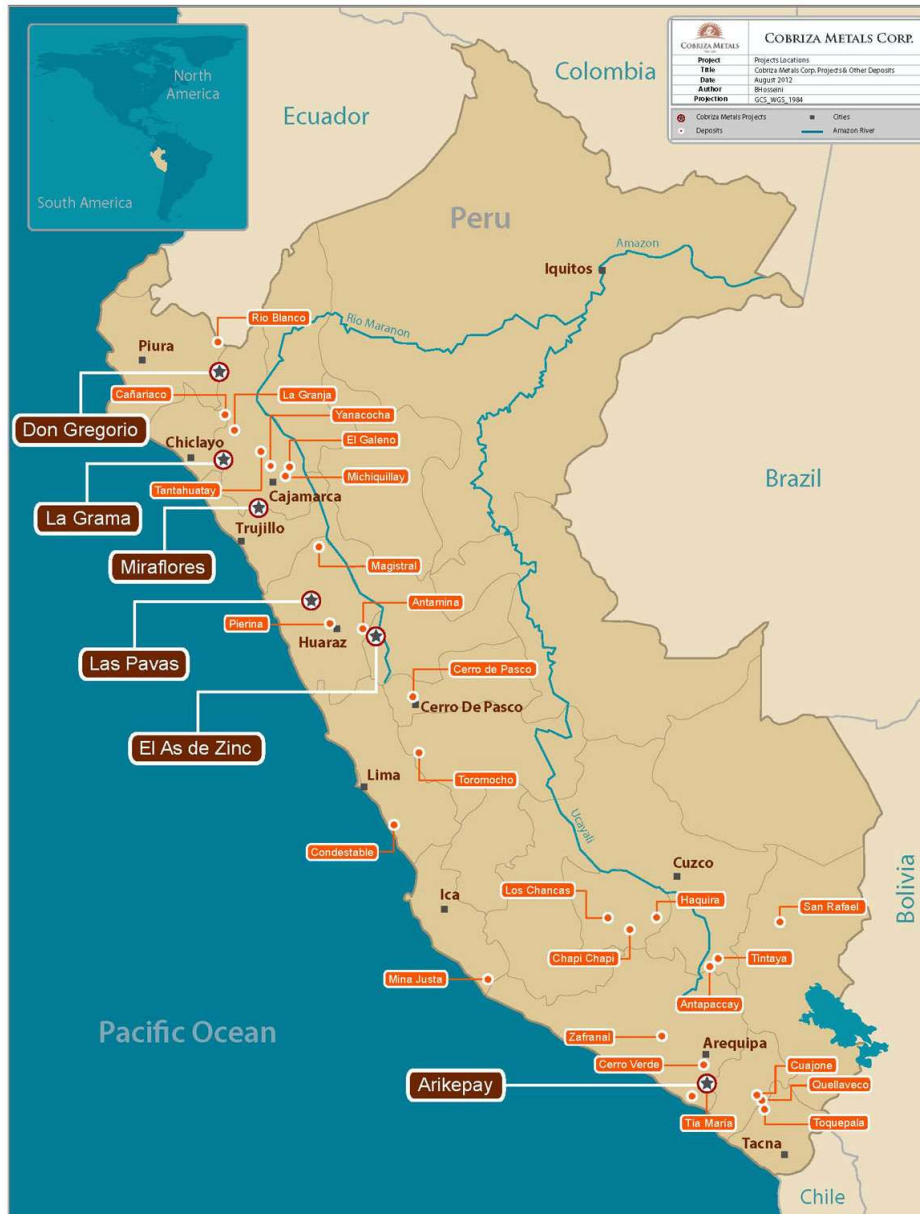 North
America
South America
COBRIZA METALS
COBRIZA METALS CORP.
Project Projects Locations
Title Cobriza Metals Corp. Projects & Other Deposits
Date August 2012
Author BHosseini
Projection GCS_WGS_1984
Cobriza Metals Projects
Cities
Deposits
Amazon River
Colombia
Ecuador
Peru
Amazon
Iquitos
Rio Maranon
Rio Blanco
Piura
Cañariaco
La Granja
Don Gregorio
Yanacocha
El Galeno
Chiclayo
Michiquillay
Brazil
Tantahuatay
Cajamarca
La Grama
Trujillo
Miraflores
Magistral
Antamina
Pierina
Huaraz
Las Pavas
Cerro de Pasco
Cerro De Pasco
El As de Zinc
Lima
Toromocho
Ucayali
Condestable
Cuzco
Bolivia
Ica
Los Chancas
Haquira
San Rafael
Chapi Chapi
Tintaya
Mina Justa
Antapaccay
Pacific Ocean
Zafranal
Arequipa
Cerro Verde
Cuajone
Arikepay
Quellaveco
Tia Maria
Toquepala
Tacna
Chile